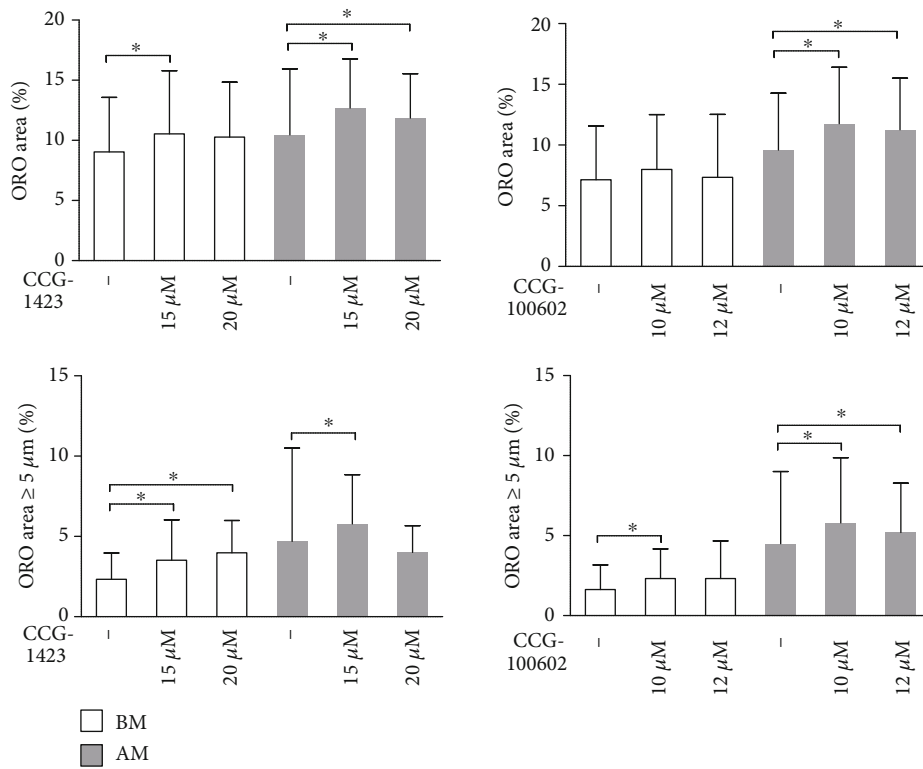 ORO area (%)
20
15
10
5
0
*
*
*
CCG-
1423
–
15 µM
20 µM
–
15 µM
20 µM
ORO area (%)
20
15
10
5
0
*
*
CCG-
100602
–
10 µM
12 µM
–
10 µM
12 µM
ORO area ≥ 5 µm (%)
15
10
5
0
*
*
*
CCG-
1423
–
15 µM
20 µM
–
15 µM
20 µM
ORO area ≥ 5 µm (%)
15
10
5
0
*
*
*
CCG-
100602
–
10 µM
12 µM
–
10 µM
12 µM
BM
AM